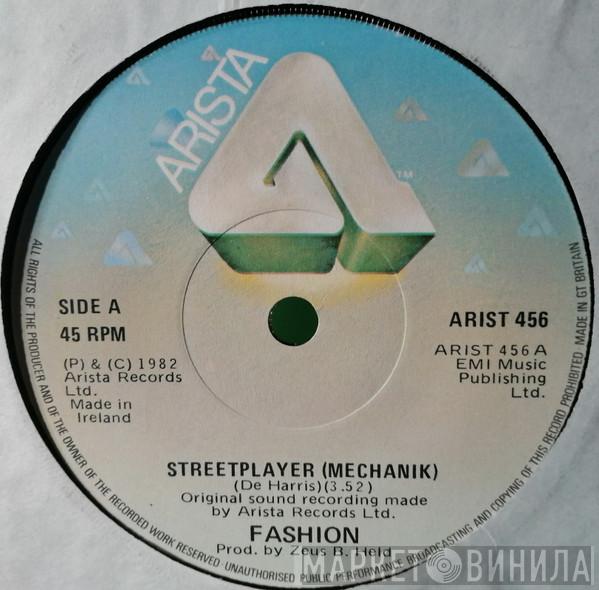 ARISTA
TM
SIDE A
45 RPM
(P) & (C) 1982
Arista Records
Ltd.
Made in
Ireland
ARIST 456
ARIST 456 A
EMI Music
Publishing
Ltd.
STREETPLAYER (MECHANIK)
(De Harris)(3.52)
Original sound recording made
by Arista Records Ltd.
FASHION
Prod. by Zeus B. Held
ALL RIGHTS OF THE PRODUCER AND OF THE OWNER OF THE RECORDED WORK RESERVED · UNAUTHORISED PUBLIC PERFORMANCE BROADCASTING AND COPYING OF THIS RECORD PROHIBITED MADE IN GT BRITAIN
МАРКЕТ ВИНИЛА